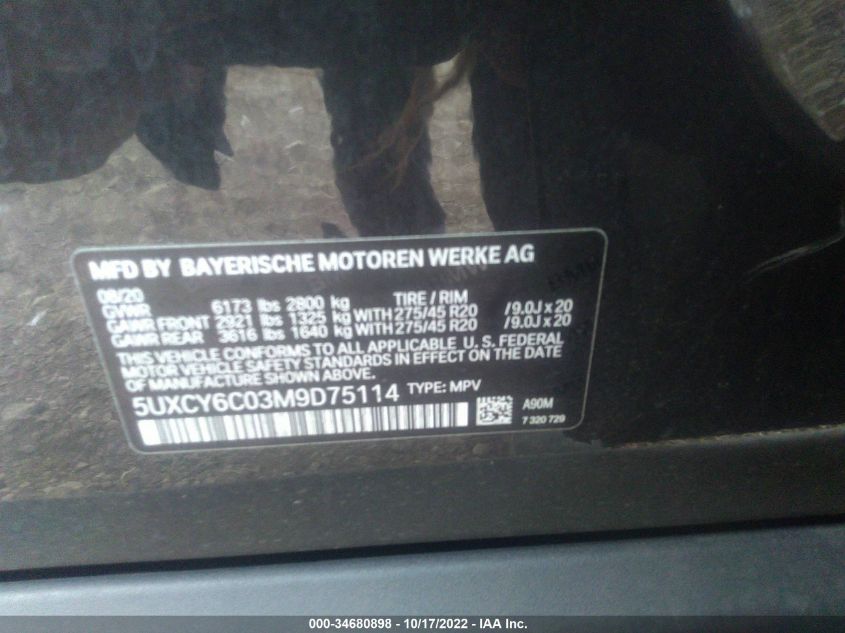 MFD BY BAYERISCHE MOTOREN WERKE AG
08/20 TIRE / RIM
GVWR 6173 lbs 2800 kg
GAWR FRONT 2921 lbs 1325 kg WITH 275/45 R20 / 9.0J x 20
GAWR REAR 3616 lbs 1640 kg WITH 275/45 R20 / 9.0J x 20
THIS VEHICLE CONFORMS TO ALL APPLICABLE U. S. FEDERAL
MOTOR VEHICLE SAFETY STANDARDS IN EFFECT ON THE DATE
OF MANUFACTURE SHOWN ABOVE.
5UXCY6C03M9D75114 TYPE: MPV
A90M
7 320 729
000-34680898 - 10/17/2022 - IAA Inc.